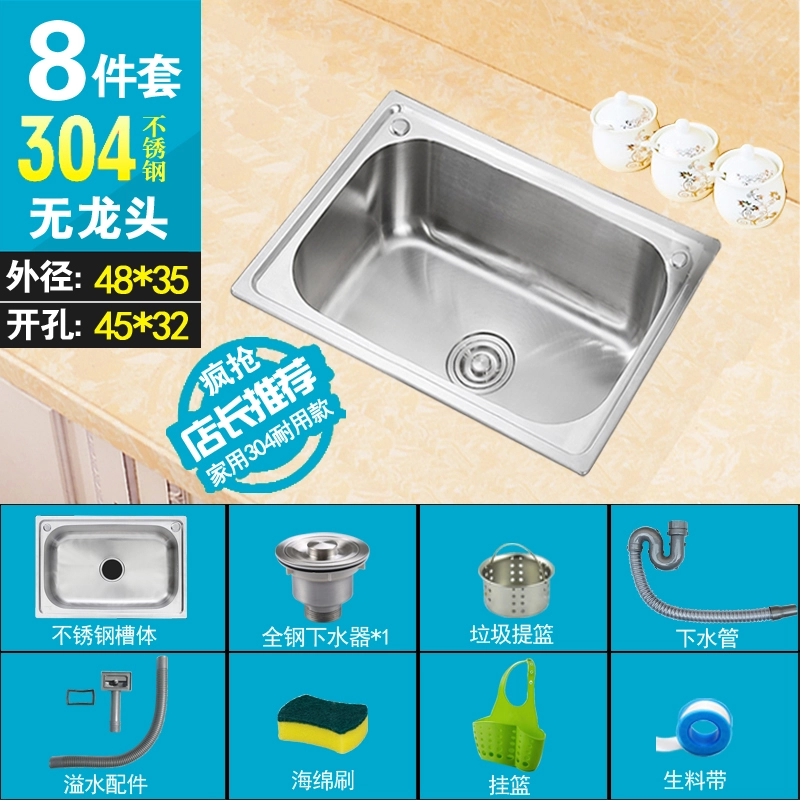 8件套
304不锈钢
无龙头
外径: 48*35
开孔: 45*32
疯抢
店长推荐
家用304耐用款
不锈钢槽体
全钢下水器*1
垃圾提篮
下水管
溢水配件
海绵刷
挂篮
生料带